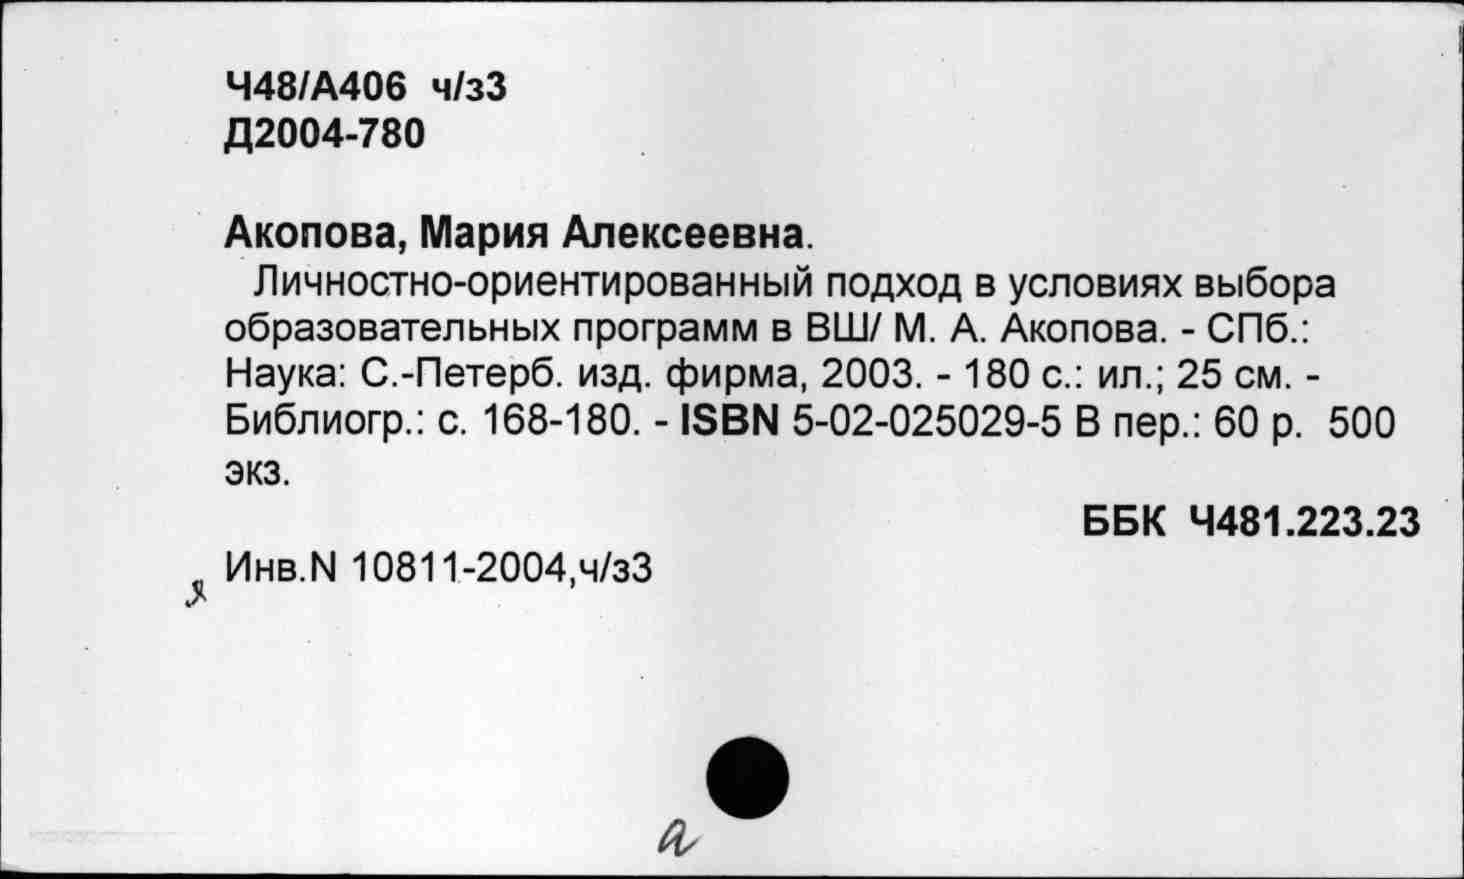 Ч48/А406 ч/з3
Д2004-780
Акопова, Мария Алексеевна.
Личностно-ориентированный подход в условиях выбора
образовательных программ в ВШ/ М. А. Акопова. - СПб.:
Наука: С.-Петерб. изд. фирма, 2003. - 180 с.: ил.; 25 см. -
Библиогр.: с. 168-180. - ISBN 5-02-025029-5 В пер.: 60 р. 500
экз.
ББК Ч481.223.23
Инв.N 10811-2004,ч/з3
а